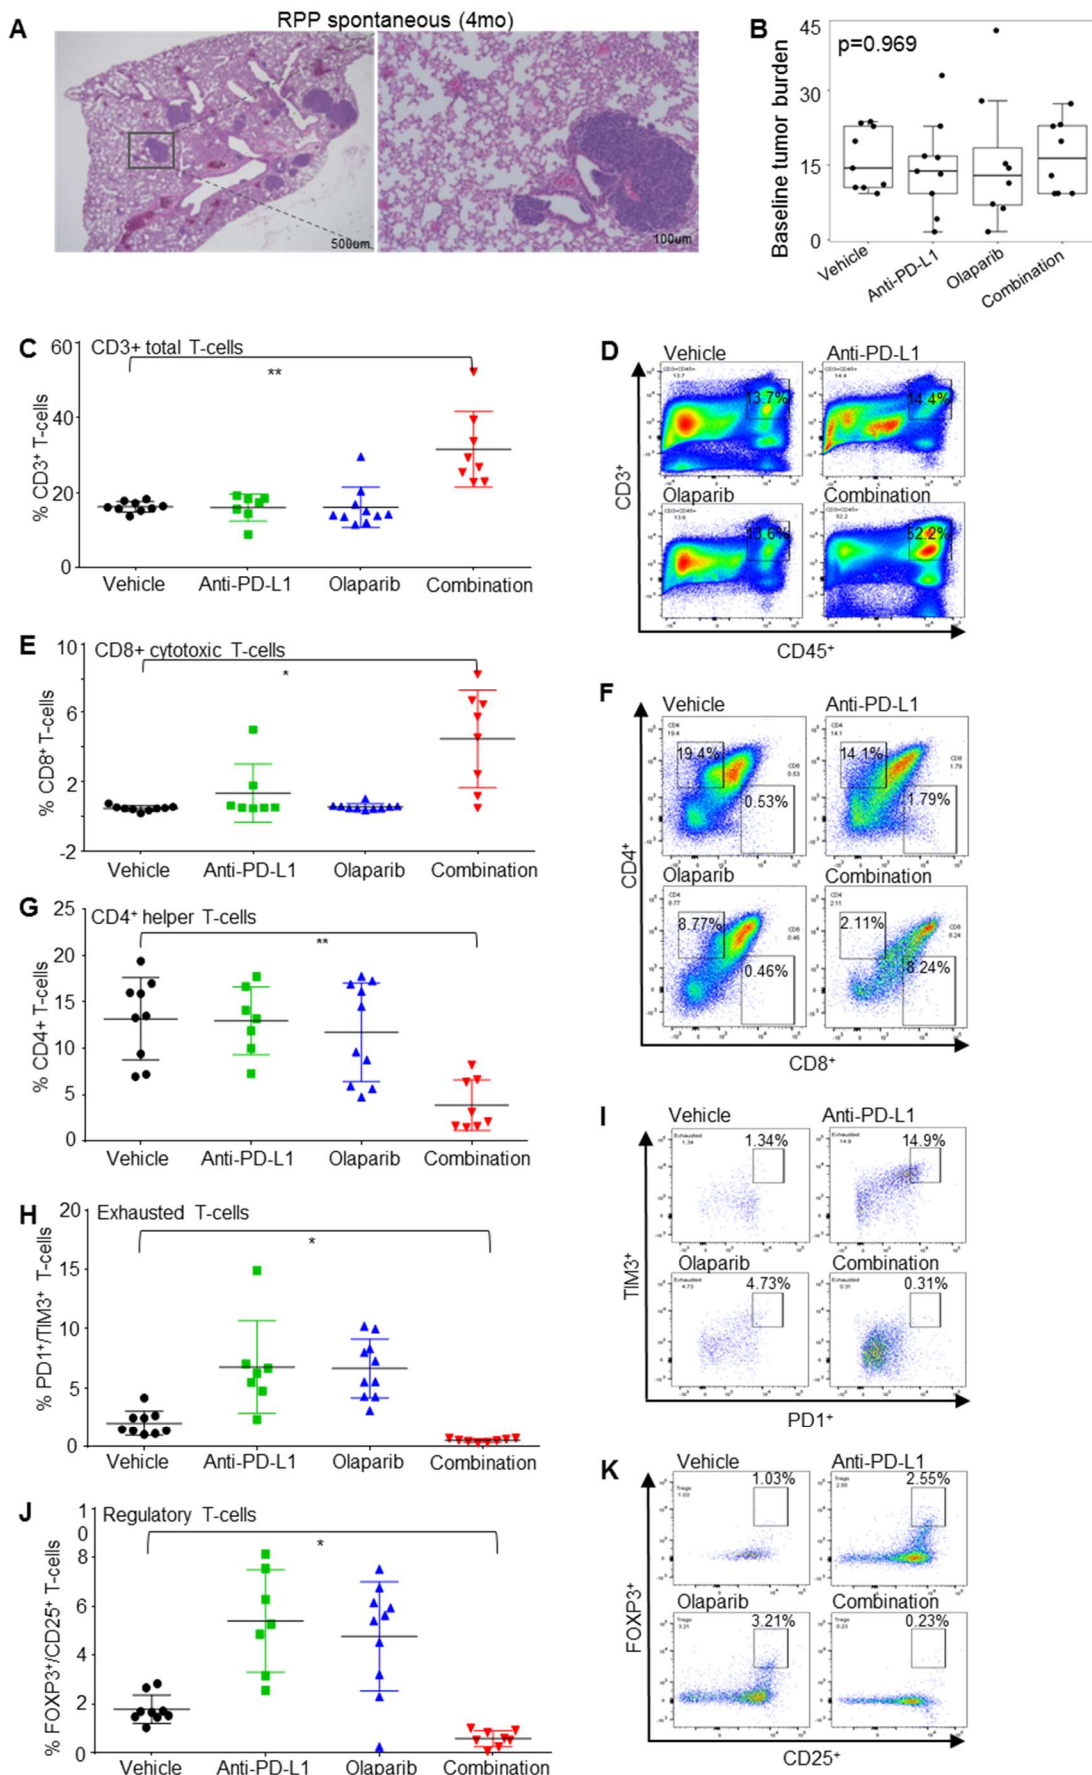 RPP spontaneous (4mo)
A
500um
100um
B
p=0.969
Baseline tumor burden
45
30
15
0
Vehicle
Anti-PD-L1
Olaparib
Combination
C
CD3+ total T-cells
**
% CD3⁺ T-cells
60
40
20
0
Vehicle
Anti-PD-L1
Olaparib
Combination
D
Vehicle
Anti-PD-L1
13.7%
14.4%
Olaparib
Combination
13.6%
52.2%
CD3⁺
CD45⁺
E
CD8+ cytotoxic T-cells
*
% CD8⁺ T-cells
10
6
2
-2
Vehicle
Anti-PD-L1
Olaparib
Combination
F
Vehicle
Anti-PD-L1
19.4%
0.53%
14.1%
1.79%
Olaparib
Combination
8.77%
0.46%
2.11%
8.24%
CD4⁺
CD8⁺
G
CD4⁺ helper T-cells
**
% CD4+ T-cells
25
20
15
10
5
0
Vehicle
Anti-PD-L1
Olaparib
Combination
H
Exhausted T-cells
*
% PD1⁺/TIM3⁺ T-cells
20
15
10
5
0
Vehicle
Anti-PD-L1
Olaparib
Combination
I
Vehicle
Anti-PD-L1
1.34%
14.9%
Olaparib
Combination
4.73%
0.31%
TIM3⁺
PD1⁺
J
Regulatory T-cells
*
% FOXP3⁺/CD25⁺ T-cells
1
0
8
6
4
2
0
Vehicle
Anti-PD-L1
Olaparib
Combination
K
Vehicle
Anti-PD-L1
1.03%
2.55%
Olaparib
Combination
3.21%
0.23%
FOXP3⁺
CD25⁺